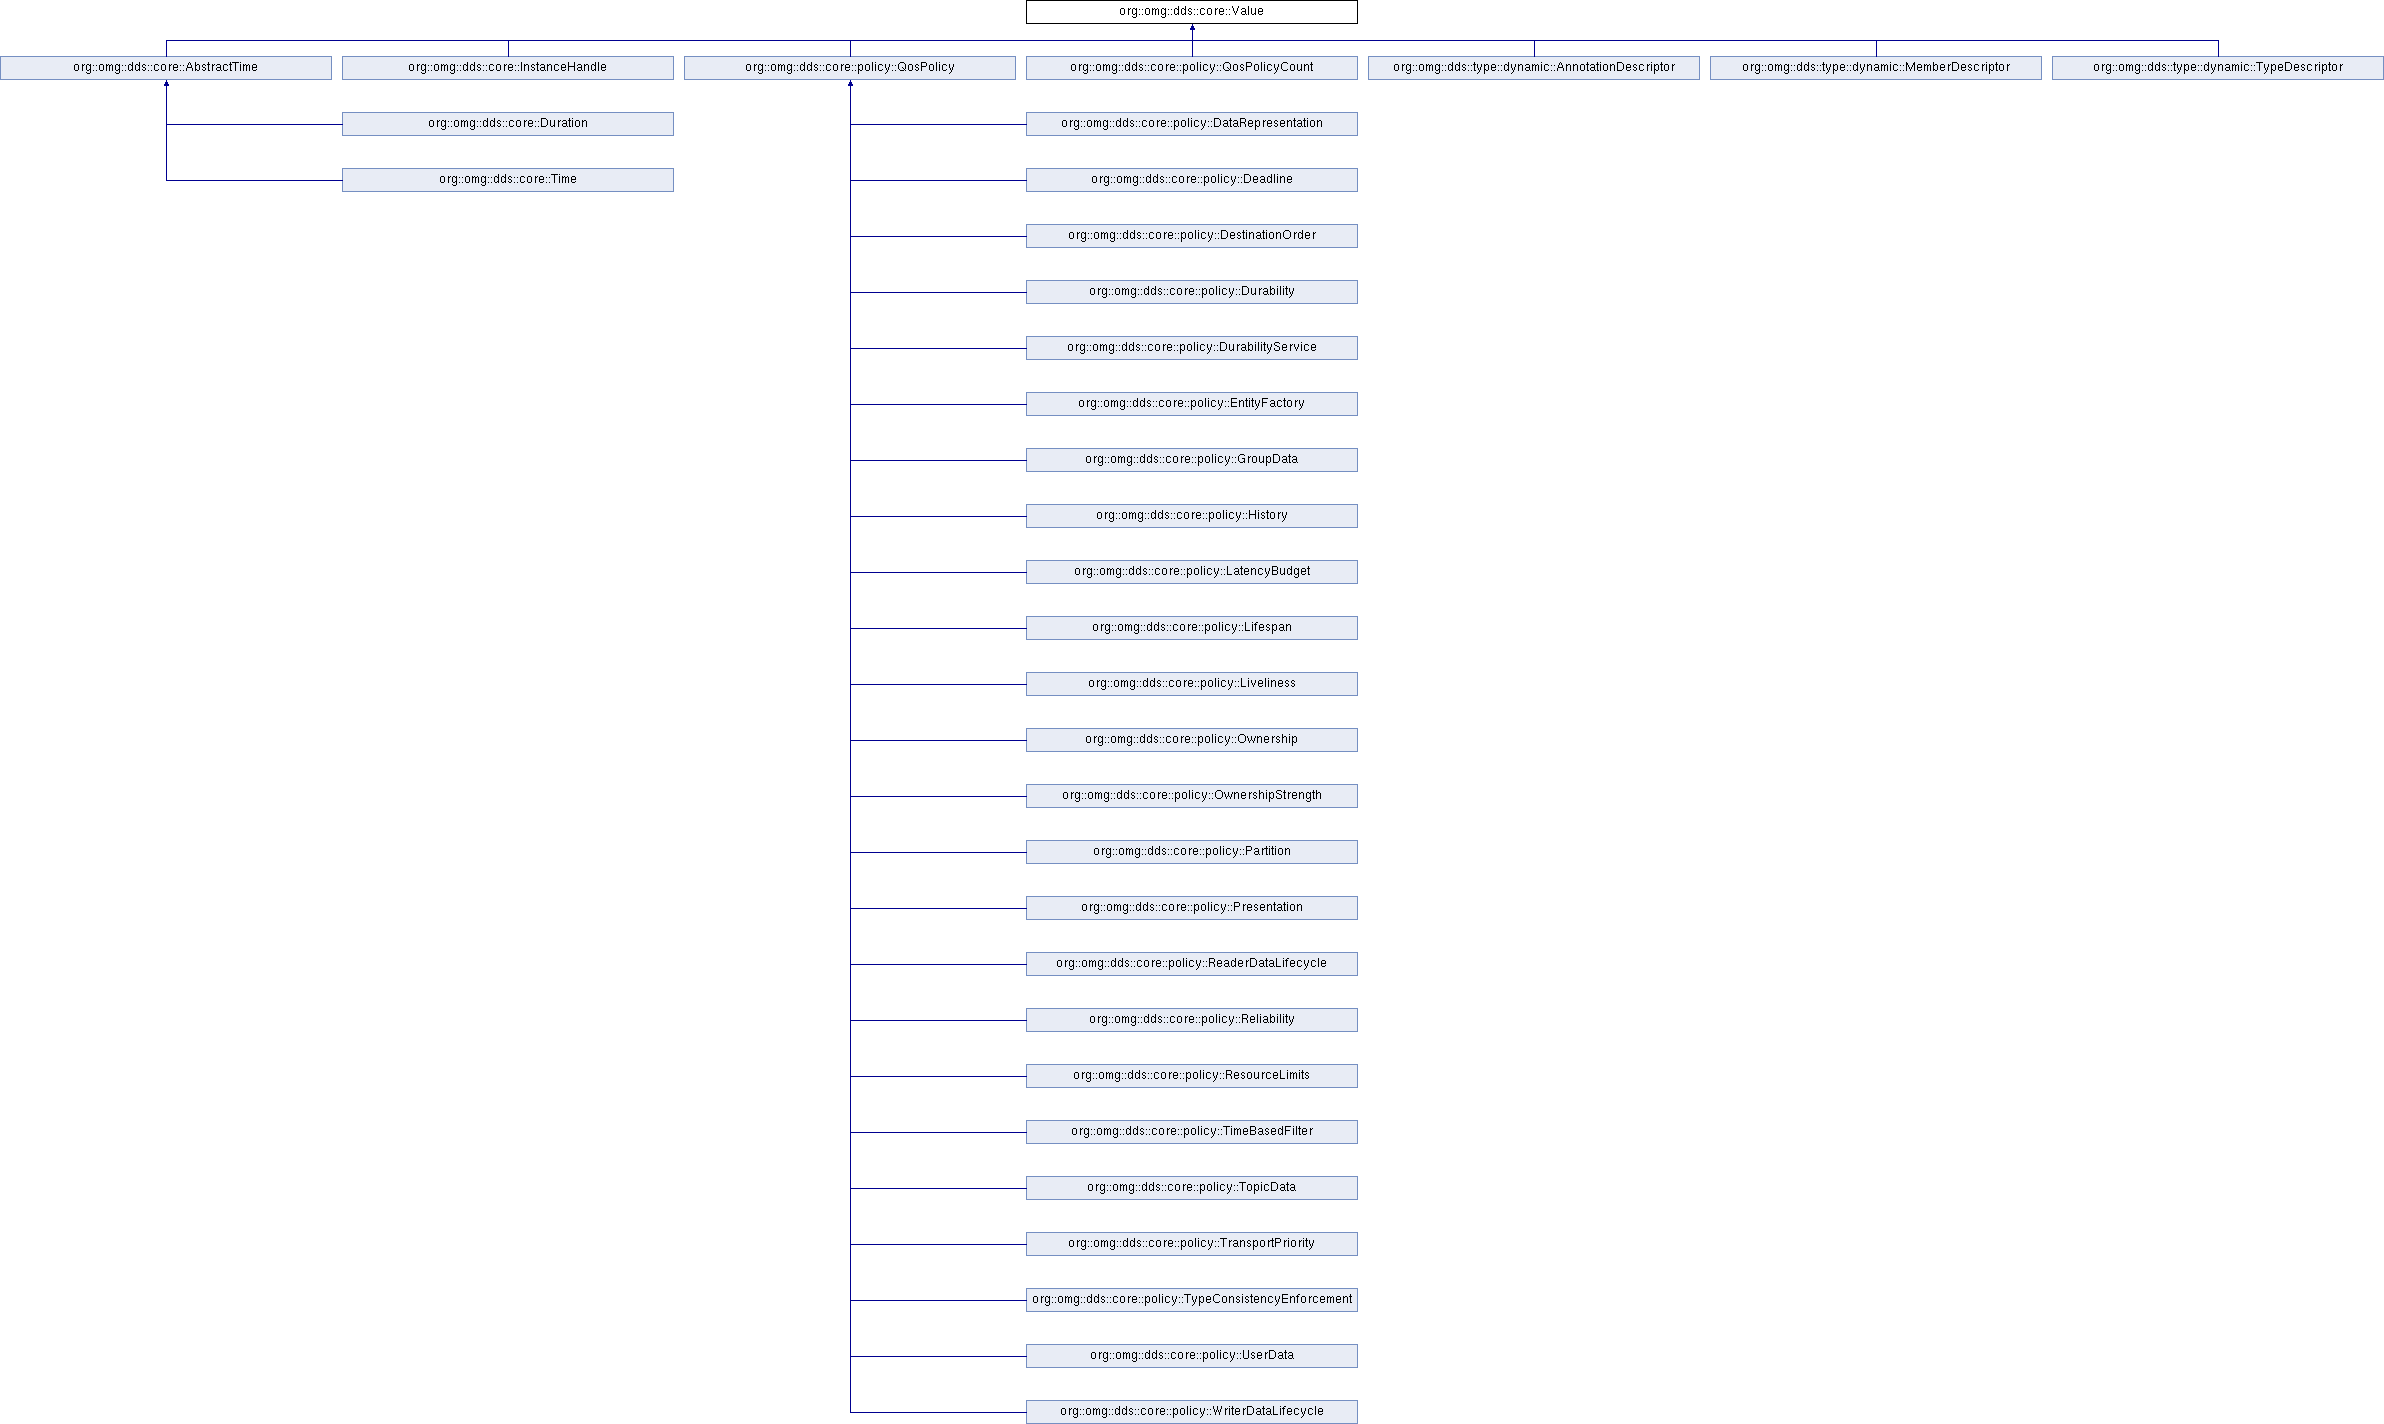 org::omg::dds::core::Value
org::omg::dds::core::AbstractTime
org::omg::dds::core::InstanceHandle
org::omg::dds::core::policy::QosPolicy
org::omg::dds::core::policy::QosPolicyCount
org::omg::dds::type::dynamic::AnnotationDescriptor
org::omg::dds::type::dynamic::MemberDescriptor
org::omg::dds::type::dynamic::TypeDescriptor
org::omg::dds::core::Duration
org::omg::dds::core::policy::DataRepresentation
org::omg::dds::core::Time
org::omg::dds::core::policy::Deadline
org::omg::dds::core::policy::DestinationOrder
org::omg::dds::core::policy::Durability
org::omg::dds::core::policy::DurabilityService
org::omg::dds::core::policy::EntityFactory
org::omg::dds::core::policy::GroupData
org::omg::dds::core::policy::History
org::omg::dds::core::policy::LatencyBudget
org::omg::dds::core::policy::Lifespan
org::omg::dds::core::policy::Liveliness
org::omg::dds::core::policy::Ownership
org::omg::dds::core::policy::OwnershipStrength
org::omg::dds::core::policy::Partition
org::omg::dds::core::policy::Presentation
org::omg::dds::core::policy::ReaderDataLifecycle
org::omg::dds::core::policy::Reliability
org::omg::dds::core::policy::ResourceLimits
org::omg::dds::core::policy::TimeBasedFilter
org::omg::dds::core::policy::TopicData
org::omg::dds::core::policy::TransportPriority
org::omg::dds::core::policy::TypeConsistencyEnforcement
org::omg::dds::core::policy::UserData
org::omg::dds::core::policy::WriterDataLifecycle